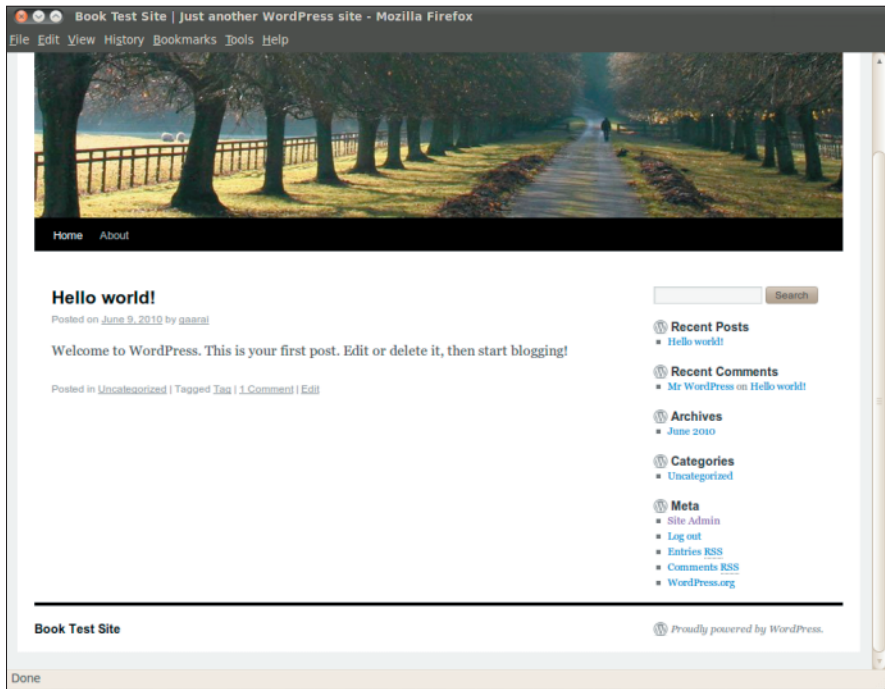 Book Test Site | Just another WordPress site - Mozilla Firefox
File Edit View History Bookmarks Tools Help
Home About
Hello world!
Posted on June 9, 2010 by gaarai
Welcome to WordPress. This is your first post. Edit or delete it, then start blogging!
Posted in Uncategorized | Tagged Tag | 1 Comment | Edit
Search
Recent Posts
Hello world!
Recent Comments
Mr WordPress on Hello world!
Archives
June 2010
Categories
Uncategorized
Meta
Site Admin
Log out
Entries RSS
Comments RSS
WordPress.org
Book Test Site
Proudly powered by WordPress.
Done